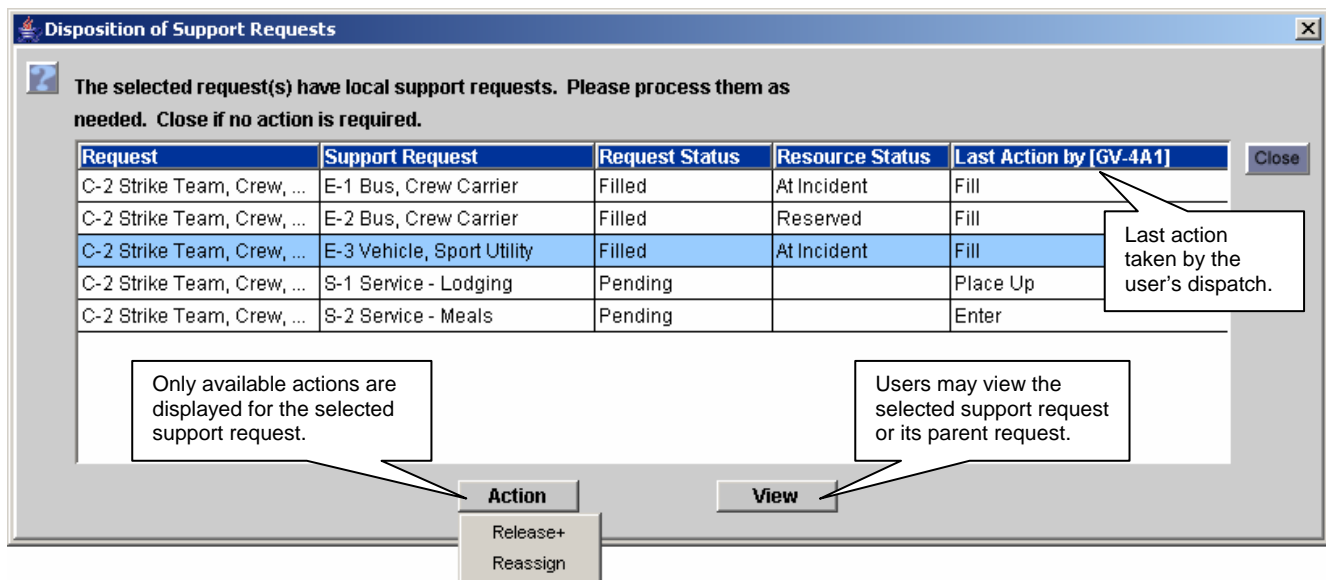 Disposition of Support Requests
The selected request(s) have local support requests.  Please process them as
needed.  Close if no action is required.
Request Support Request Request Status Resource Status Last Action by [GV-4A1] Close
C-2 Strike Team, Crew, ... E-1 Bus, Crew Carrier Filled At Incident Fill
C-2 Strike Team, Crew, ... E-2 Bus, Crew Carrier Filled Reserved Fill
C-2 Strike Team, Crew, ... E-3 Vehicle, Sport Utility Filled At Incident Fill
C-2 Strike Team, Crew, ... S-1 Service - Lodging Pending Place Up
C-2 Strike Team, Crew, ... S-2 Service - Meals Pending Enter
Last action
taken by the
user's dispatch.
Only available actions are
displayed for the selected
support request.
Users may view the
selected support request
or its parent request.
Action View
Release+
Reassign